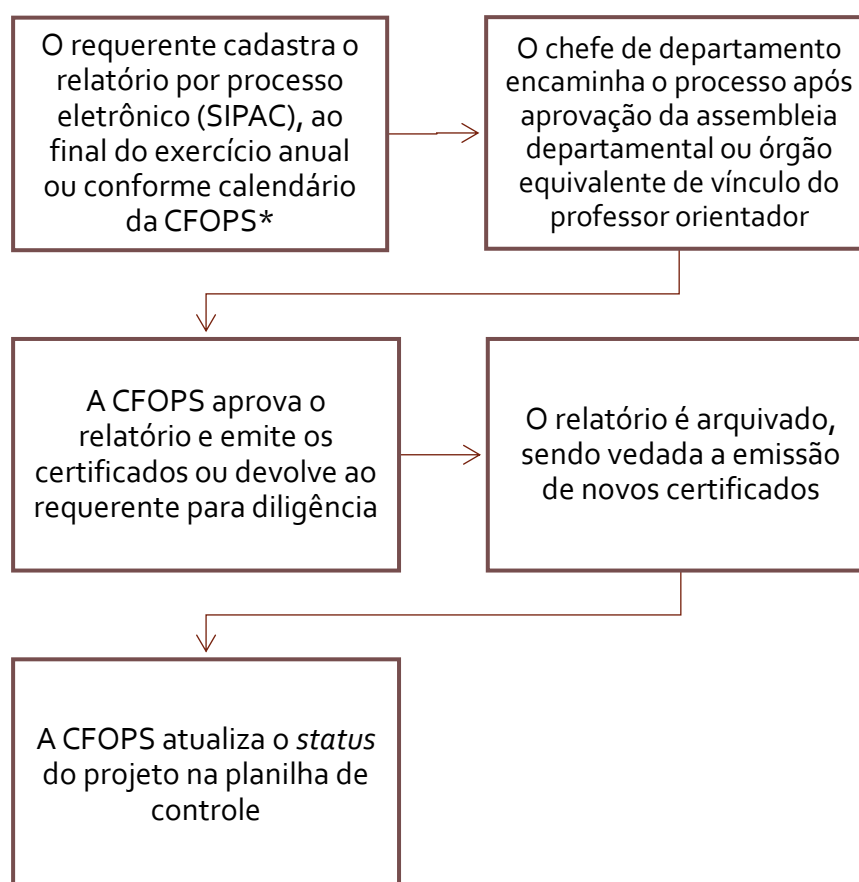 O requerente cadastra o
relatório por processo
eletrônico (SIPAC), ao
final do exercício anual
ou conforme calendário
da CFOPS*
O chefe de departamento
encaminha o processo após
aprovação da assembleia
departamental ou órgão
equivalente de vínculo do
professor orientador
A CFOPS aprova o
relatório e emite os
certificados ou devolve ao
requerente para diligência
O relatório é arquivado,
sendo vedada a emissão
de novos certificados
A CFOPS atualiza o status
do projeto na planilha de
controle